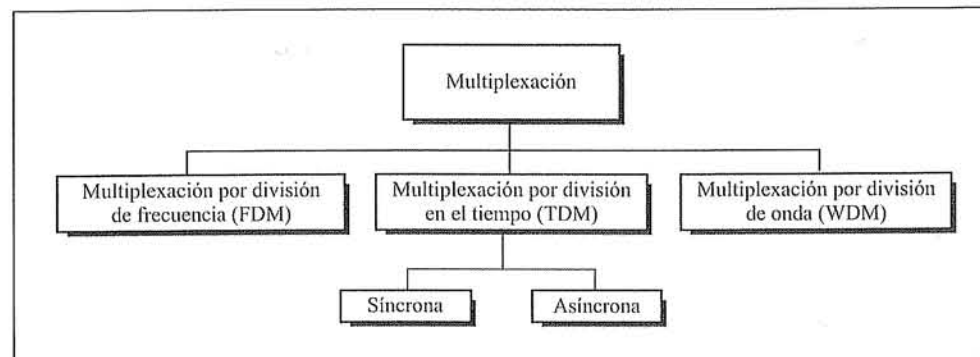 Multiplexación
Multiplexación por división
de frecuencia (FDM)
Multiplexación por división
en el tiempo (TDM)
Multiplexación por división
de onda (WDM)
Síncrona
Asíncrona